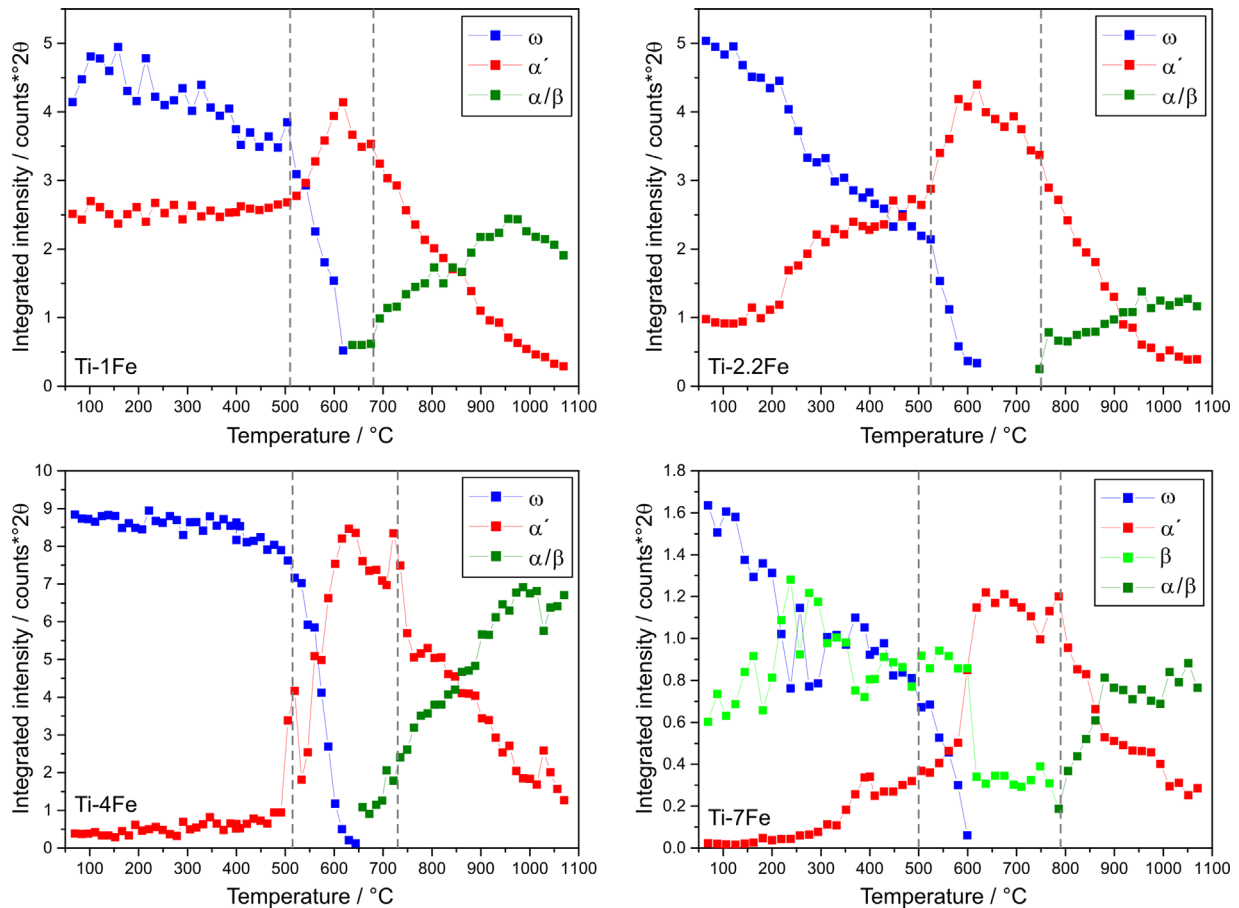 Integrated intensity / counts*°2θ
5
4
3
2
1
0
ω
α´
α/β
Ti-1Fe
100 200 300 400 500 600 700 800 900 1000 1100
Temperature / °C
Integrated intensity / counts*°2θ
5
4
3
2
1
0
ω
α´
α/β
Ti-2.2Fe
100 200 300 400 500 600 700 800 900 1000 1100
Temperature / °C
Integrated intensity / counts*°2θ
10
9
8
7
6
5
4
3
2
1
0
ω
α´
α/β
Ti-4Fe
100 200 300 400 500 600 700 800 900 1000 1100
Temperature / °C
Integrated intensity / counts*°2θ
1.8
1.6
1.4
1.2
1.0
0.8
0.6
0.4
0.2
0.0
ω
α´
β
α/β
Ti-7Fe
100 200 300 400 500 600 700 800 900 1000 1100
Temperature / °C